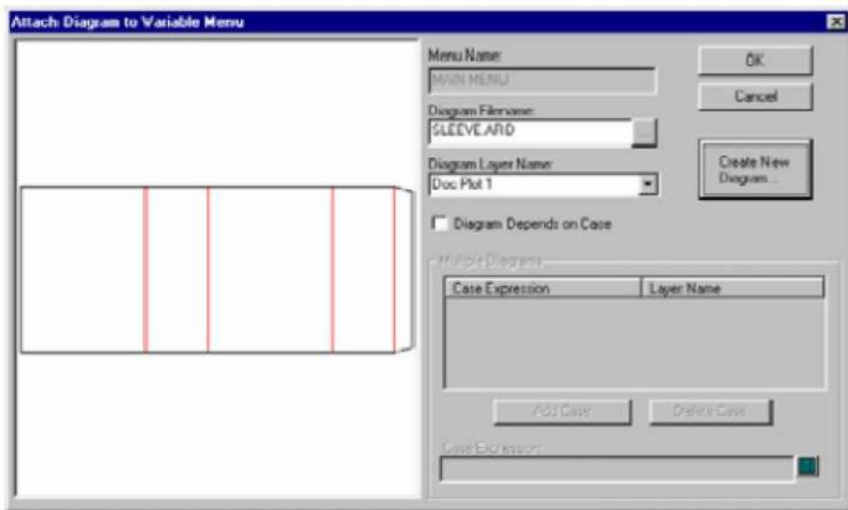 Attach Diagram to Variable Menu
Menu Name:
MAIN MENU
OK
Cancel
Diagram Filename:
SLEEVE.ARD
...
Create New
Diagram...
Diagram Layer Name:
Doc Plot 1
Diagram Depends on Case
Multiple Diagrams
Case Expression Layer Name
Add Case Delete Case
Case Expression: